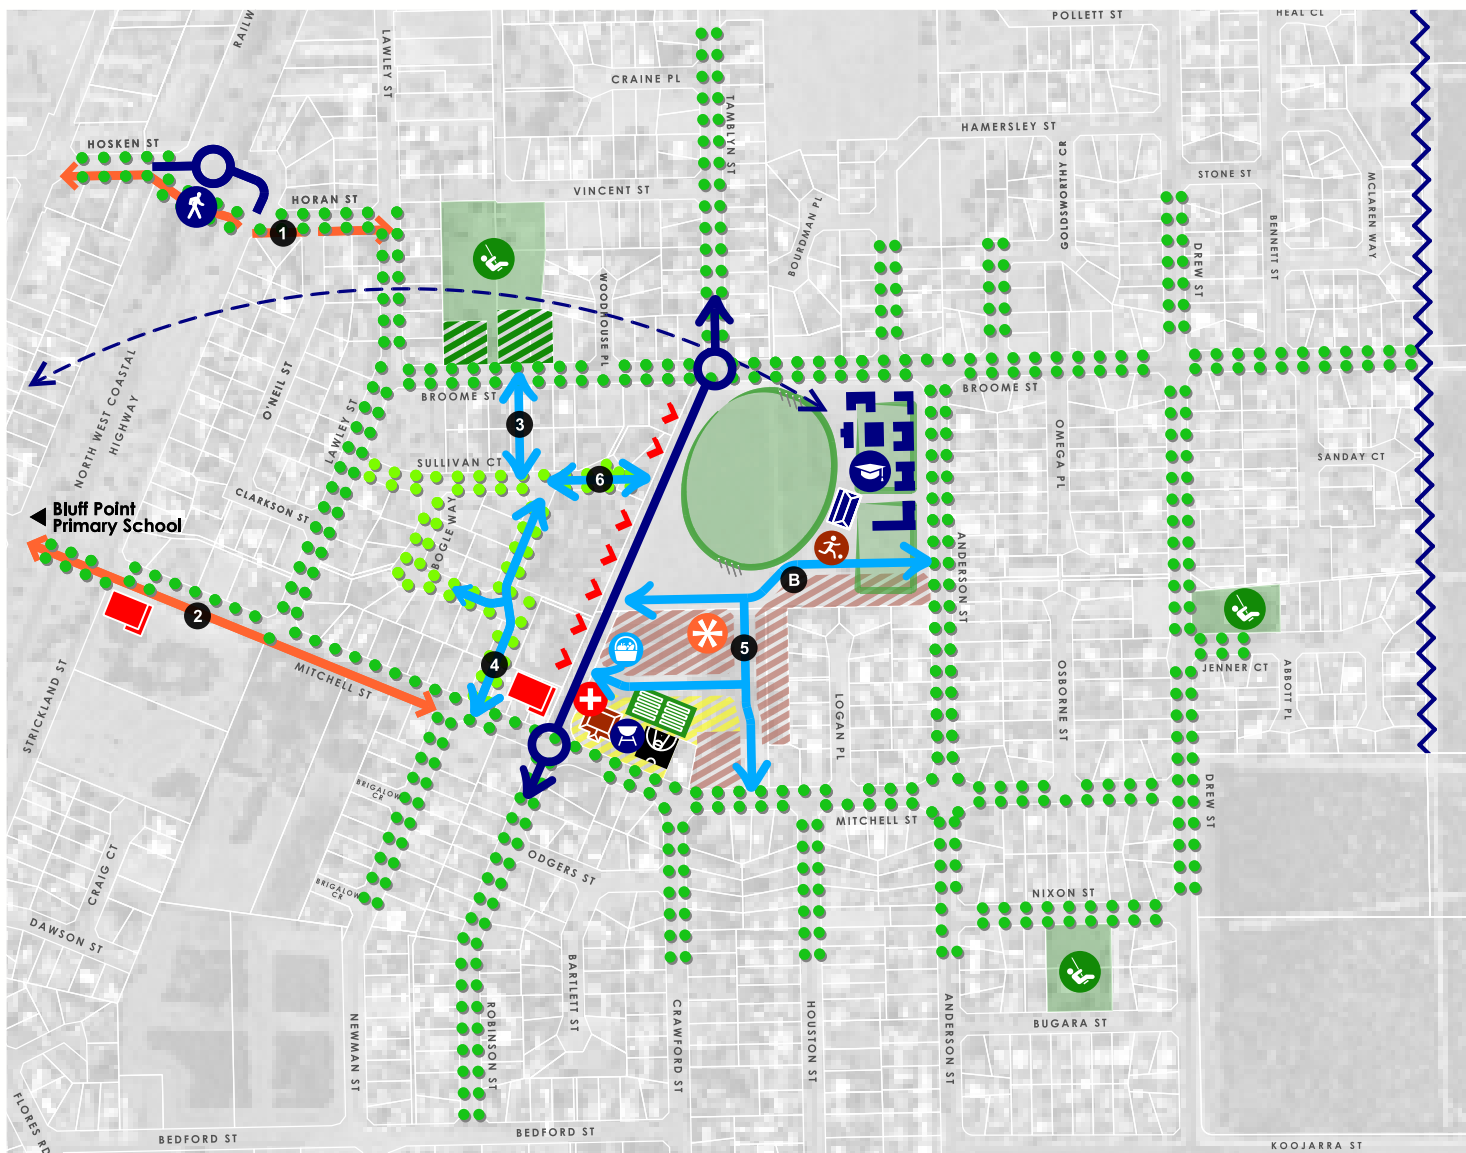 POLLETT ST
HEAL CL
RAILW
LAWLEY ST
CRAINE PL
TAMBLYN ST
HAMERSLEY ST
HOSKEN ST
GOLDSWORTHY CR
STONE ST
MCLAREN WAY
VINCENT ST
HORAN ST
BOURDMAN PL
BENNETT ST
1
DREW ST
WOODHOUSE PL
NORTH WEST COASTAL
HIGHWAY
O'NEIL ST
BROOME ST
BROOME ST
LAWLEY ST
3
OMEGA PL
SULLIVAN CT
SANDAY CT
6
CLARKSON ST
BOGLE WAY
Bluff Point
Primary School
ANDERSON ST
B
2
5
4
MITCHELL ST
JENNER CT
ABBOTT PL
OSBORNE ST
LOGAN PL
STRICKLAND ST
BRIGALOW
CR
DREW ST
MITCHELL ST
CRAIG CT
ODGERS ST
BRIGALOW
CR
NIXON ST
DAWSON ST
BARTLETT ST
ROBINSON ST
NEWMAN ST
CRAWFORD ST
HOUSTON ST
ANDERSON ST
BUGARA ST
FLORES RD
BEDFORD ST
BEDFORD ST
KOOJARRA ST